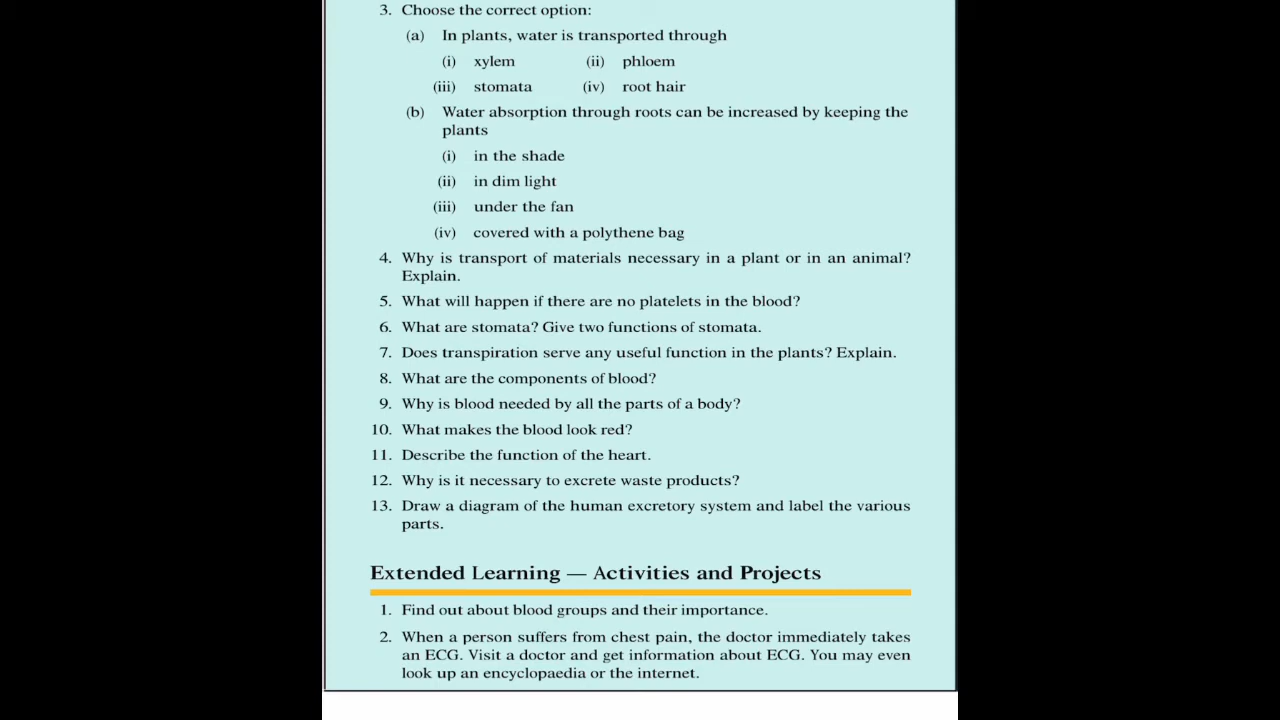 3. Choose the correct option:
(a) In plants, water is transported through
(i) xylem (ii) phloem
(iii) stomata (iv) root hair
(b) Water absorption through roots can be increased by keeping the
plants
(i) in the shade
(ii) in dim light
(iii) under the fan
(iv) covered with a polythene bag
4. Why is transport of materials necessary in a plant or in an animal?
Explain.
5. What will happen if there are no platelets in the blood?
6. What are stomata? Give two functions of stomata.
7. Does transpiration serve any useful function in the plants? Explain.
8. What are the components of blood?
9. Why is blood needed by all the parts of a body?
10. What makes the blood look red?
11. Describe the function of the heart.
12. Why is it necessary to excrete waste products?
13. Draw a diagram of the human excretory system and label the various
parts.
Extended Learning — Activities and Projects
1. Find out about blood groups and their importance.
2. When a person suffers from chest pain, the doctor immediately takes
an ECG. Visit a doctor and get information about ECG. You may even
look up an encyclopaedia or the internet.